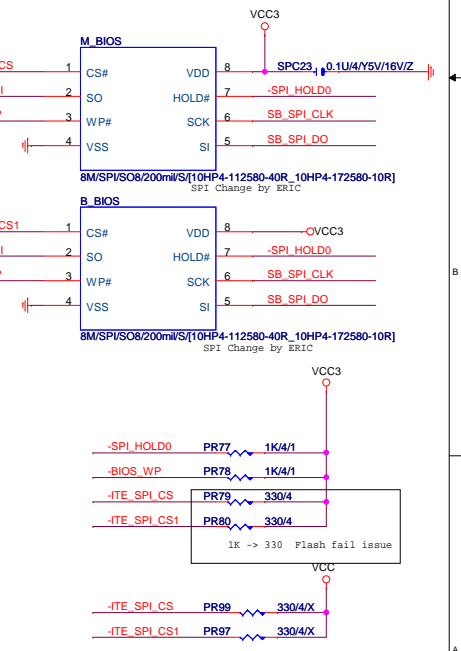 VCC3
M_BIOS
CS 1 CS# VDD 8 SPC23 0.1U/4/Y5V/16V/Z
I 2 SO HOLD# 7 -SPI_HOLD0
3 WP# SCK 6 SB_SPI_CLK
4 VSS SI 5 SB_SPI_DO
8M/SPI/SO8/200mil/S/[10HP4-112580-40R_10HP4-172580-10R]
SPI Change by ERIC
B_BIOS
CS1 1 CS# VDD 8 VCC3
I 2 SO HOLD# 7 -SPI_HOLD0
3 WP# SCK 6 SB_SPI_CLK
4 VSS SI 5 SB_SPI_DO
B
8M/SPI/SO8/200mil/S/[10HP4-112580-40R_10HP4-172580-10R]
SPI Change by ERIC
VCC3
-SPI_HOLD0 PR77 1K/4/1
-BIOS_WP PR78 1K/4/1
-ITE_SPI_CS PR79 330/4
-ITE_SPI_CS1 PR80 330/4
1K -> 330 Flash fail issue
VCC
-ITE_SPI_CS PR99 330/4/X
-ITE_SPI_CS1 PR97 330/4/X
A